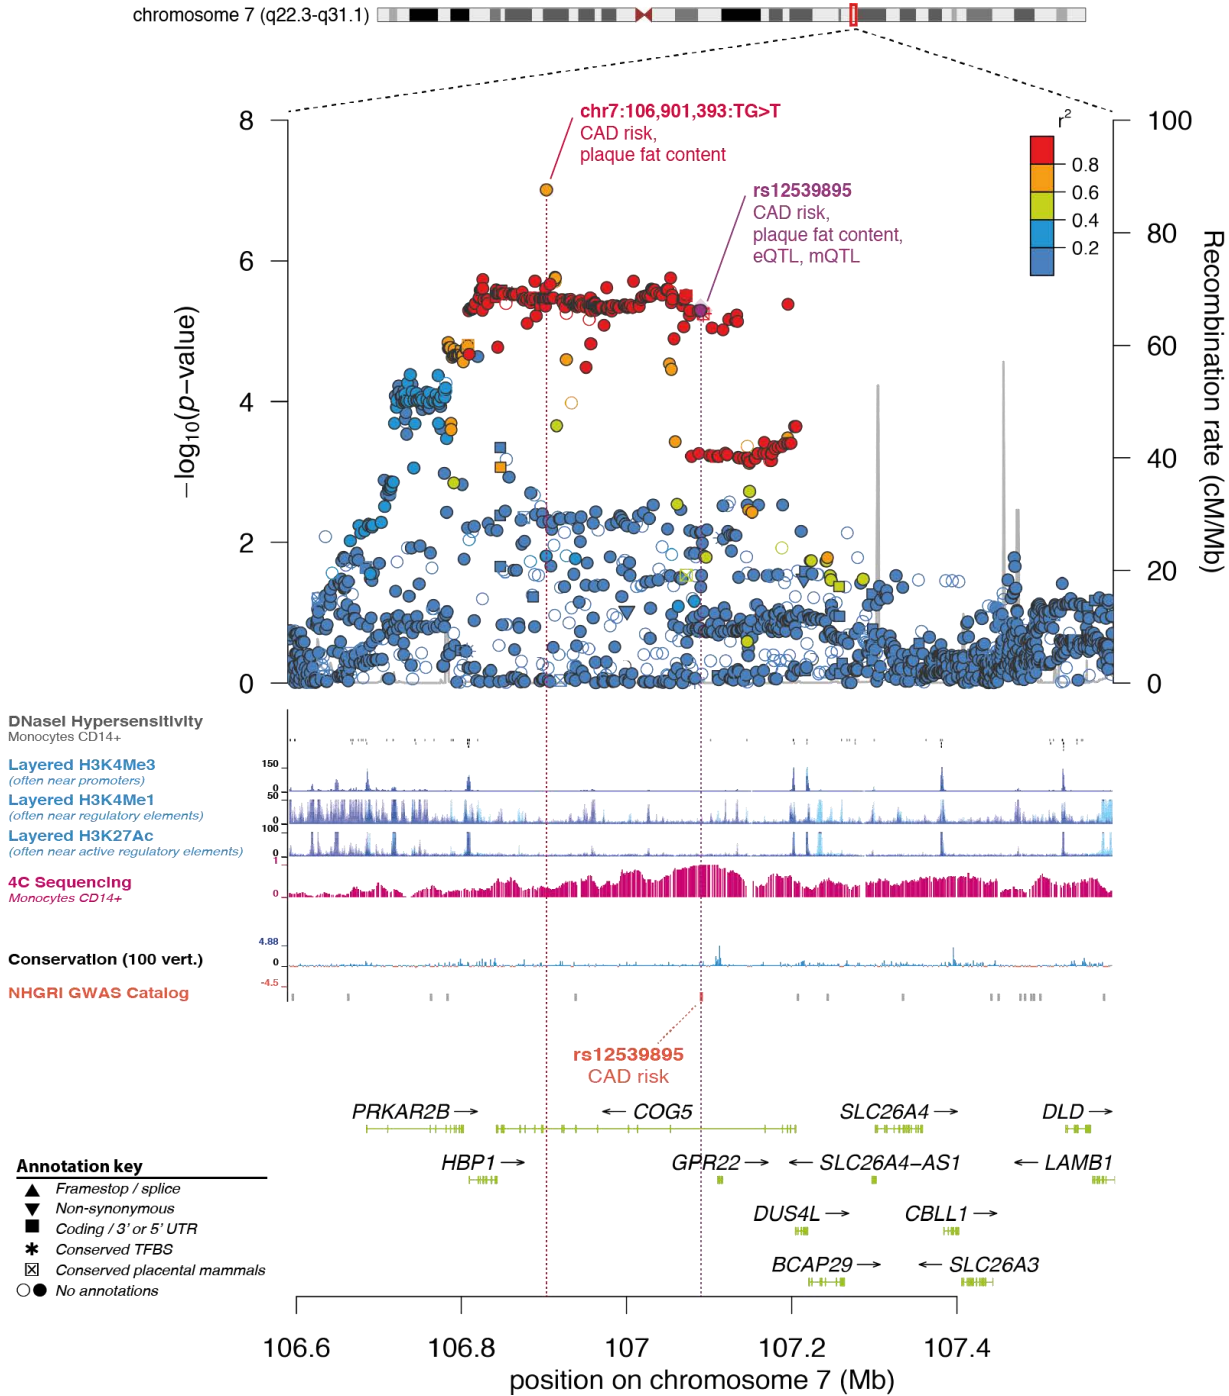 chromosome 7 (q22.3-q31.1)
chr7:106,901,393:TG>T
CAD risk,
plaque fat content
rs12539895
CAD risk,
plaque fat content,
eQTL, mQTL
r2
0.8
0.6
0.4
0.2
8
6
4
2
0
−log10(p−value)
100
80
60
40
20
0
Recombination rate (cM/Mb)
DNaseI Hypersensitivity
Monocytes CD14+
Layered H3K4Me3
(often near promoters)
150
0
Layered H3K4Me1
(often near regulatory elements)
50
0
Layered H3K27Ac
(often near active regulatory elements)
100
0
4C Sequencing
Monocytes CD14+
1
0
Conservation (100 vert.)
4.88
0
-4.5
NHGRI GWAS Catalog
rs12539895
CAD risk
PRKAR2B → ← COG5 SLC26A4 → DLD →
HBP1 → GPR22 → ← SLC26A4−AS1 ← LAMB1
DUS4L → CBLL1 →
BCAP29 → ← SLC26A3
Annotation key
Framestop / splice
Non-synonymous
Coding / 3' or 5' UTR
Conserved TFBS
Conserved placental mammals
No annotations
106.6 106.8 107 107.2 107.4
position on chromosome 7 (Mb)